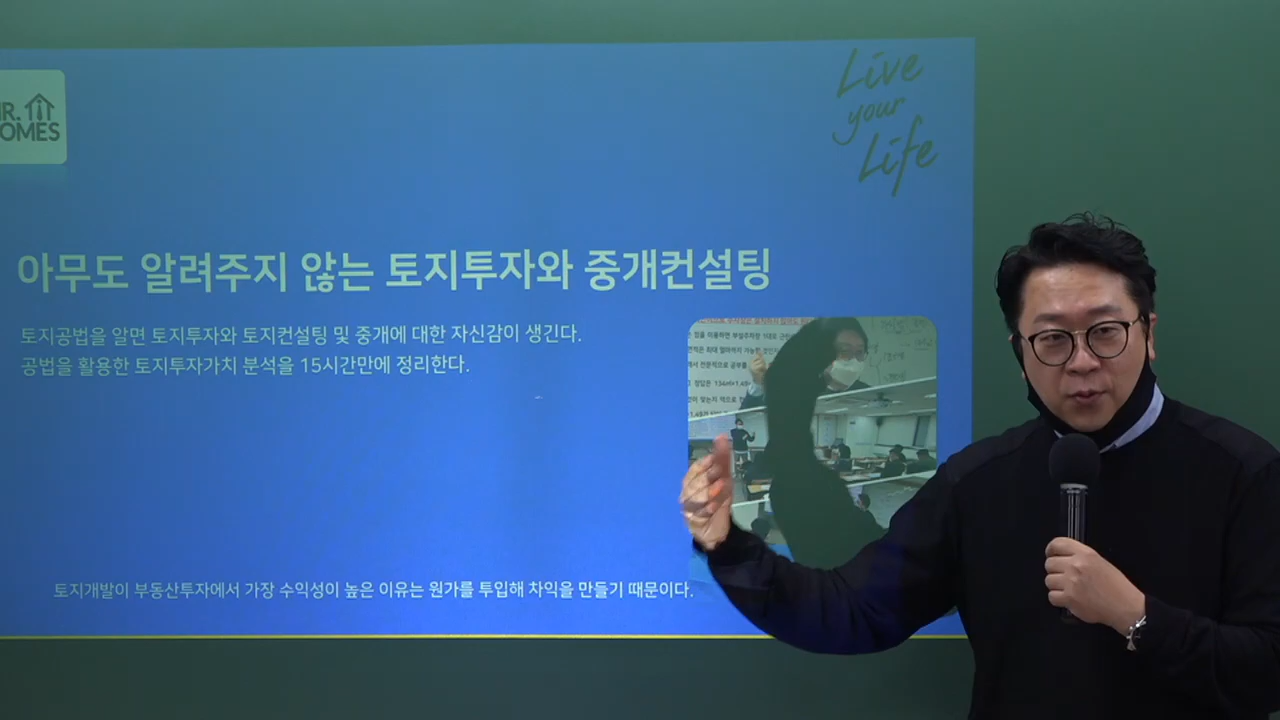 R.
OMES
Live
your
Life
아무도 알려주지 않는 토지투자와 중개컨설팅
토지공법을 알면 토지투자와 토지컨설팅 및 중개에 대한 자신감이 생긴다.
공법을 활용한 토지투자가치 분석을 15시간만에 정리한다.
토지개발이 부동산투자에서 가장 수익성이 높은 이유는 원가를 투입해 차익을 만들기 때문이다.